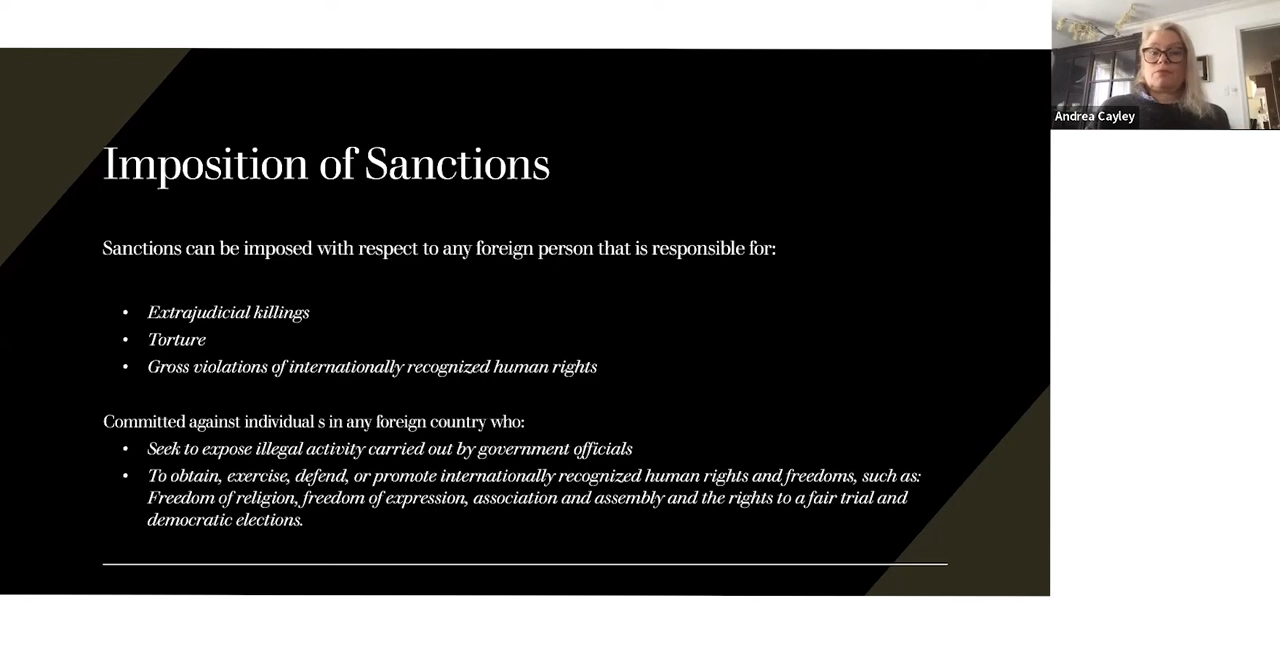 Andrea Cayley
Imposition of Sanctions
Sanctions can be imposed with respect to any foreign person that is responsible for:
• Extrajudicial killings
• Torture
• Gross violations of internationally recognized human rights
Committed against individual s in any foreign country who:
• Seek to expose illegal activity carried out by government officials
• To obtain, exercise, defend, or promote internationally recognized human rights and freedoms, such as:
Freedom of religion, freedom of expression, association and assembly and the rights to a fair trial and
democratic elections.